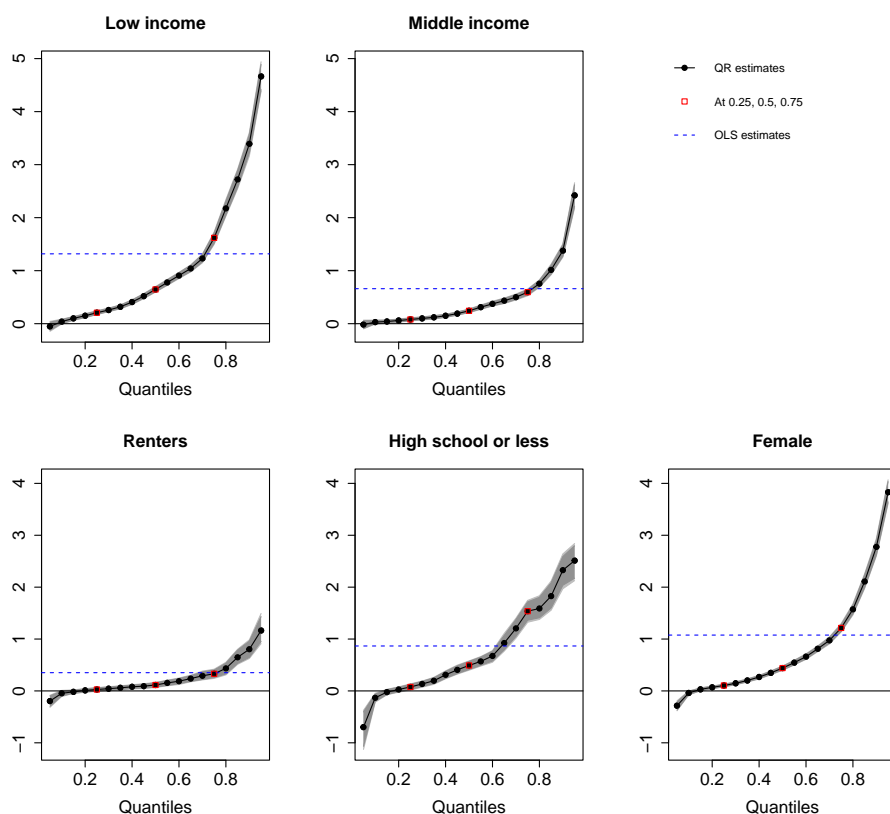 Low income
Middle income
5
4
3
2
1
0
0.2 0.4 0.6 0.8
Quantiles
5
4
3
2
1
0
0.2 0.4 0.6 0.8
Quantiles
QR estimates
At 0.25, 0.5, 0.75
OLS estimates
Renters
High school or less
Female
4
3
2
1
0
−1
0.2 0.4 0.6 0.8
Quantiles
4
3
2
1
0
−1
0.2 0.4 0.6 0.8
Quantiles
4
3
2
1
0
−1
0.2 0.4 0.6 0.8
Quantiles